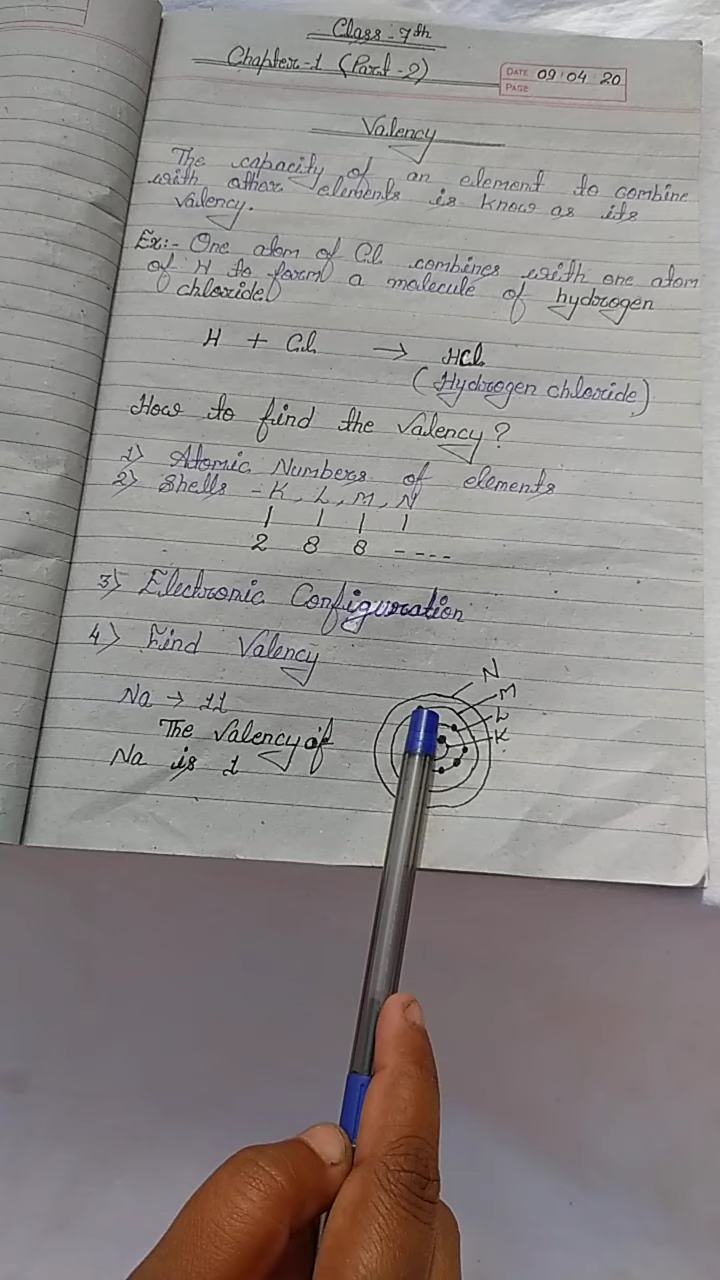 Class - 7th
Chapter-1 (Part-2)
DATE 09 04 20
PAGE
Valency
The capacity of an element to combine
with other elements is know as its
valency.
Ex:- One atom of Cl combines with one atom
of H to form a molecule of hydrogen
chloride
H + Cl → HCl
(Hydrogen chloride)
How to find the Valency?
1) Atomic Numbers of elements
2) Shells - K, L, M, N
2 8 8 ----
3) Electronic Configuration
4) Find Valency
N
M
L
K
Na → 11
The Valency of
Na is 1